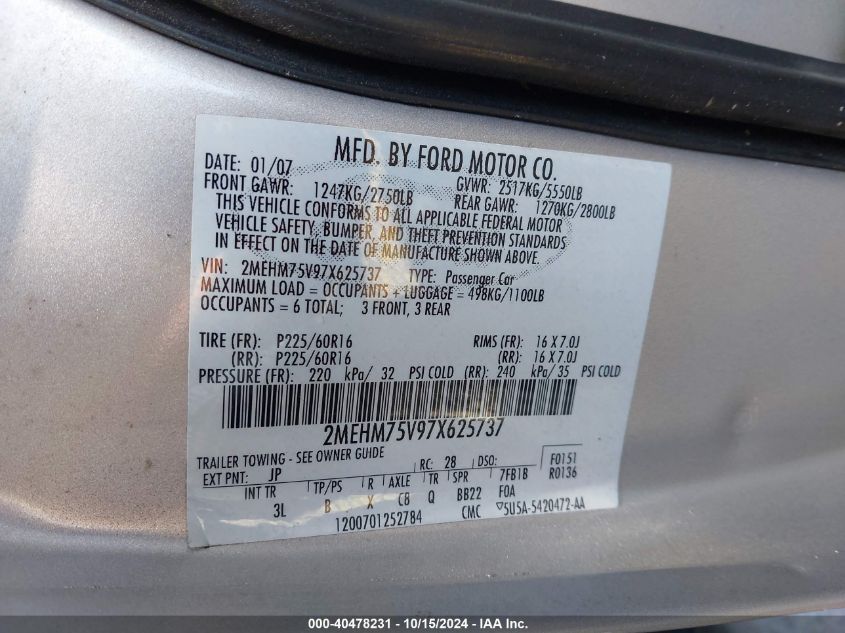 MFD. BY FORD MOTOR CO.
DATE: 01/07 GVWR: 2517KG/5550LB
FRONT GAWR: 1247KG/2750LB REAR GAWR: 1270KG/2800LB
THIS VEHICLE CONFORMS TO ALL APPLICABLE FEDERAL MOTOR
VEHICLE SAFETY, BUMPER, AND THEFT PREVENTION STANDARDS
IN EFFECT ON THE DATE OF MANUFACTURE SHOWN ABOVE.
VIN: 2MEHM75V97X625737 TYPE: Passenger Car
MAXIMUM LOAD = OCCUPANTS + LUGGAGE = 498KG/1100LB
OCCUPANTS = 6 TOTAL; 3 FRONT, 3 REAR
TIRE (FR): P225/60R16 RIMS (FR): 16 X 7.0J
(RR): P225/60R16 (RR): 16 X 7.0J
PRESSURE (FR): 220 kPa/ 32 PSI COLD (RR): 240 kPa/ 35 PSI COLD
2MEHM75V97X625737
TRAILER TOWING - SEE OWNER GUIDE F0151
EXT PNT: JP RC: 28 DSO: R0136
INT TR TP/PS R AXLE TR SPR 7FB1B
3L B X CB Q BB22 FOA
1200701252784 CMC ▽5U5A-5420472-AA
000-40478231 - 10/15/2024 - IAA Inc.